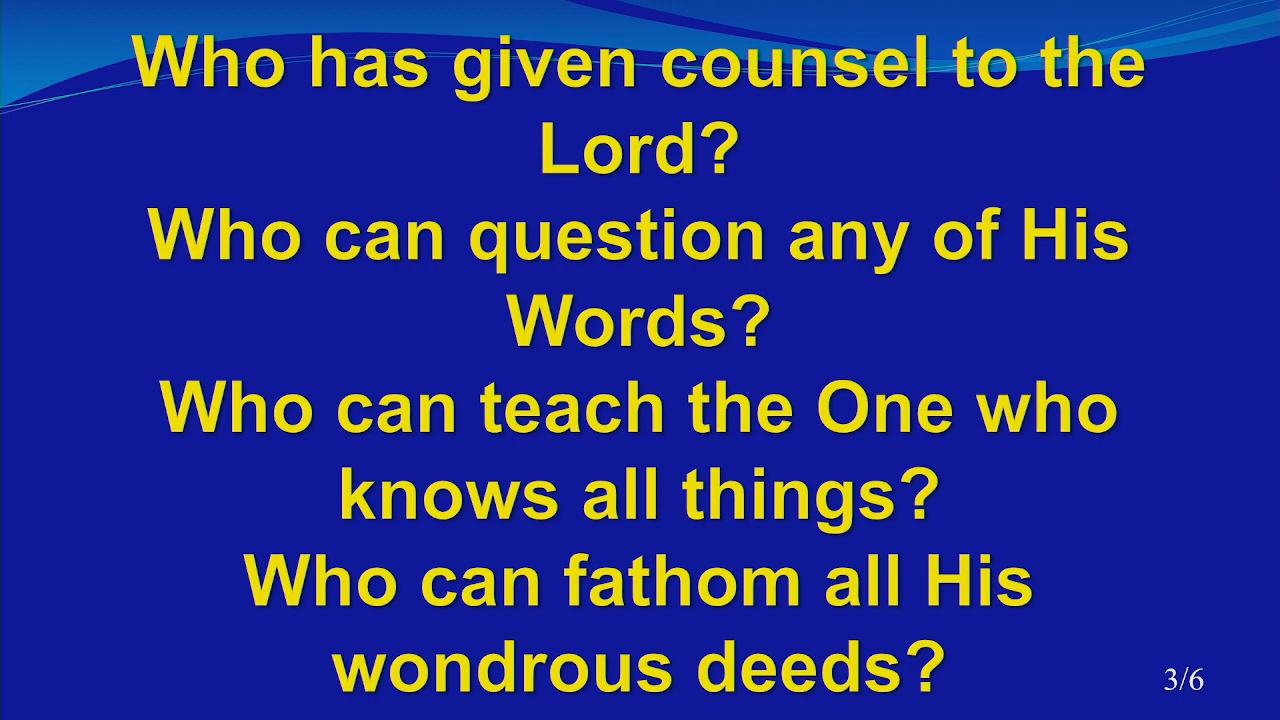 Who has given counsel to the
Lord?
Who can question any of His
Words?
Who can teach the One who
knows all things?
Who can fathom all His
wondrous deeds?
3/6